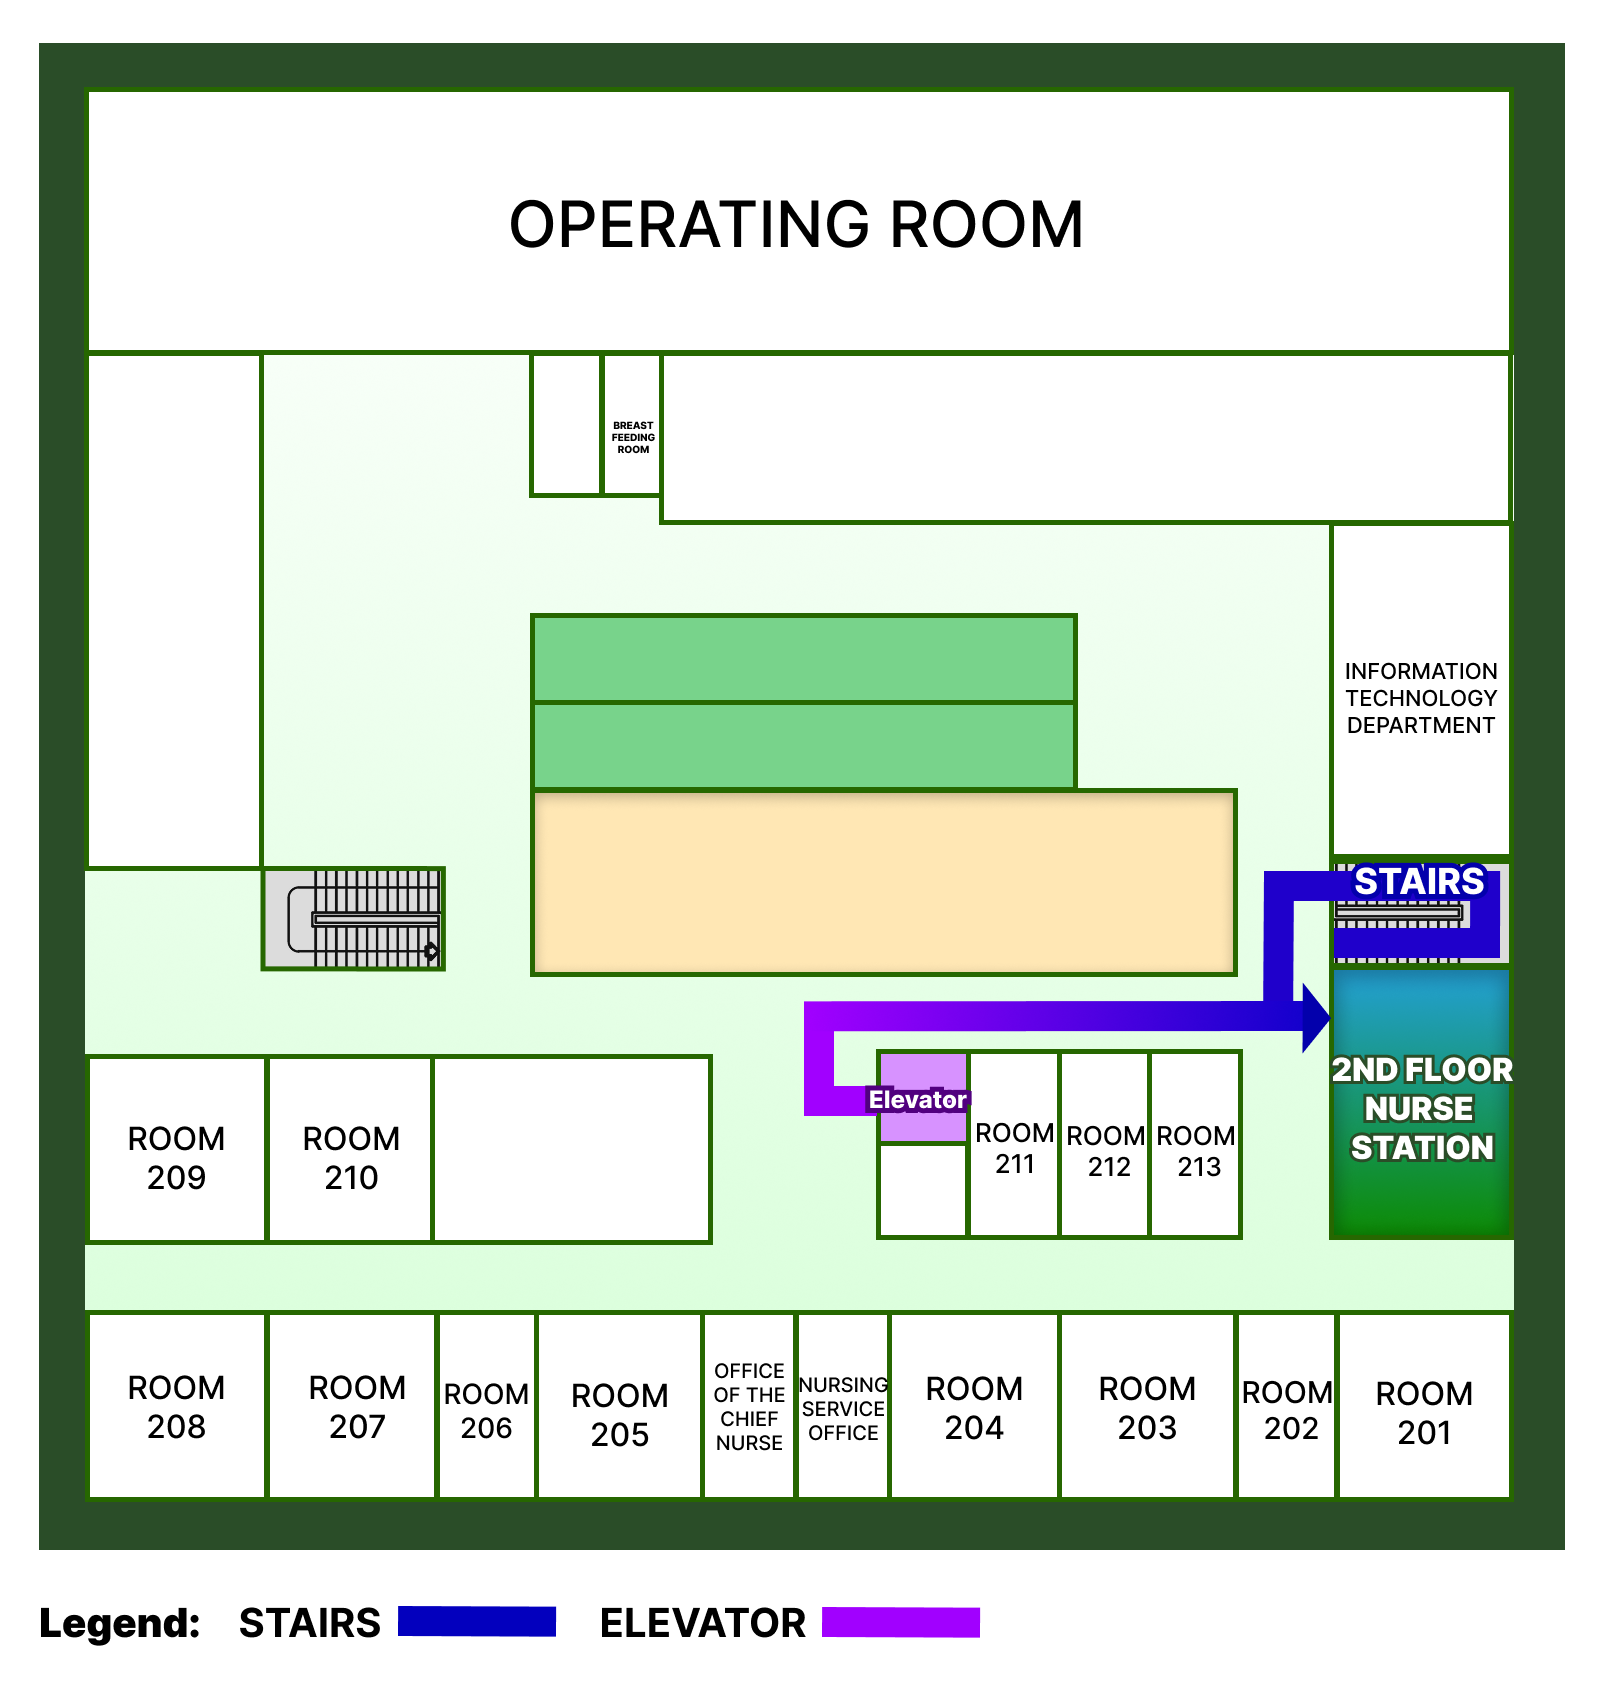 OPERATING ROOM
BREAST
FEEDING
ROOM
INFORMATION
TECHNOLOGY
DEPARTMENT
STAIRS
2ND FLOOR
NURSE
STATION
Elevator
ROOM
211
ROOM
212
ROOM
213
ROOM
209
ROOM
210
ROOM
208
ROOM
207
ROOM
206
ROOM
205
OFFICE
OF THE
CHIEF
NURSE
NURSING
SERVICE
OFFICE
ROOM
204
ROOM
203
ROOM
202
ROOM
201
Legend: STAIRS ELEVATOR